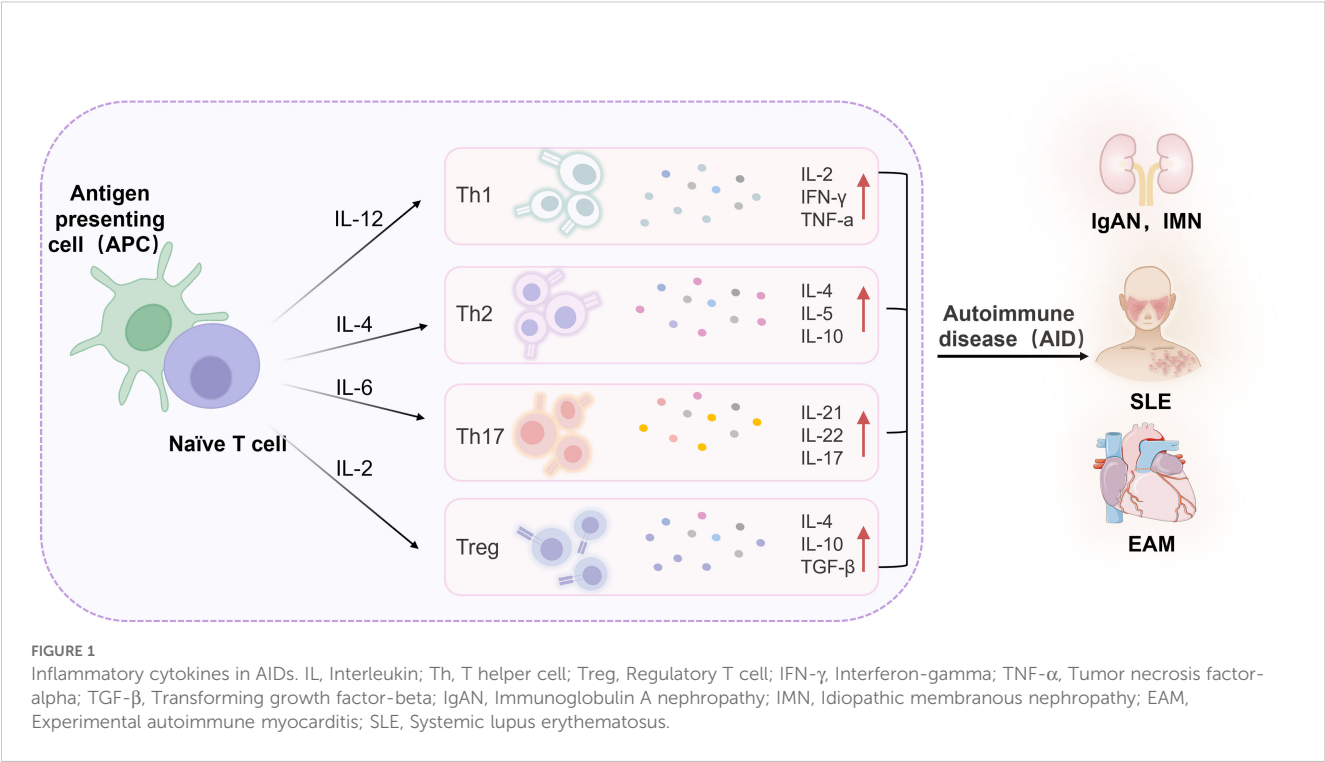 Antigen
presenting
cell（APC）
Naïve T cell
IL-12
IL-4
IL-6
IL-2
Th1
IL-2
IFN-γ
TNF-a
Th2
IL-4
IL-5
IL-10
Th17
IL-21
IL-22
IL-17
Treg
IL-4
IL-10
TGF-β
Autoimmune
disease（AID）
IgAN，IMN
SLE
EAM
FIGURE 1
Inflammatory cytokines in AIDs. IL, Interleukin; Th, T helper cell; Treg, Regulatory T cell; IFN-γ, Interferon-gamma; TNF-α, Tumor necrosis factor-
alpha; TGF-β, Transforming growth factor-beta; IgAN, Immunoglobulin A nephropathy; IMN, Idiopathic membranous nephropathy; EAM,
Experimental autoimmune myocarditis; SLE, Systemic lupus erythematosus.